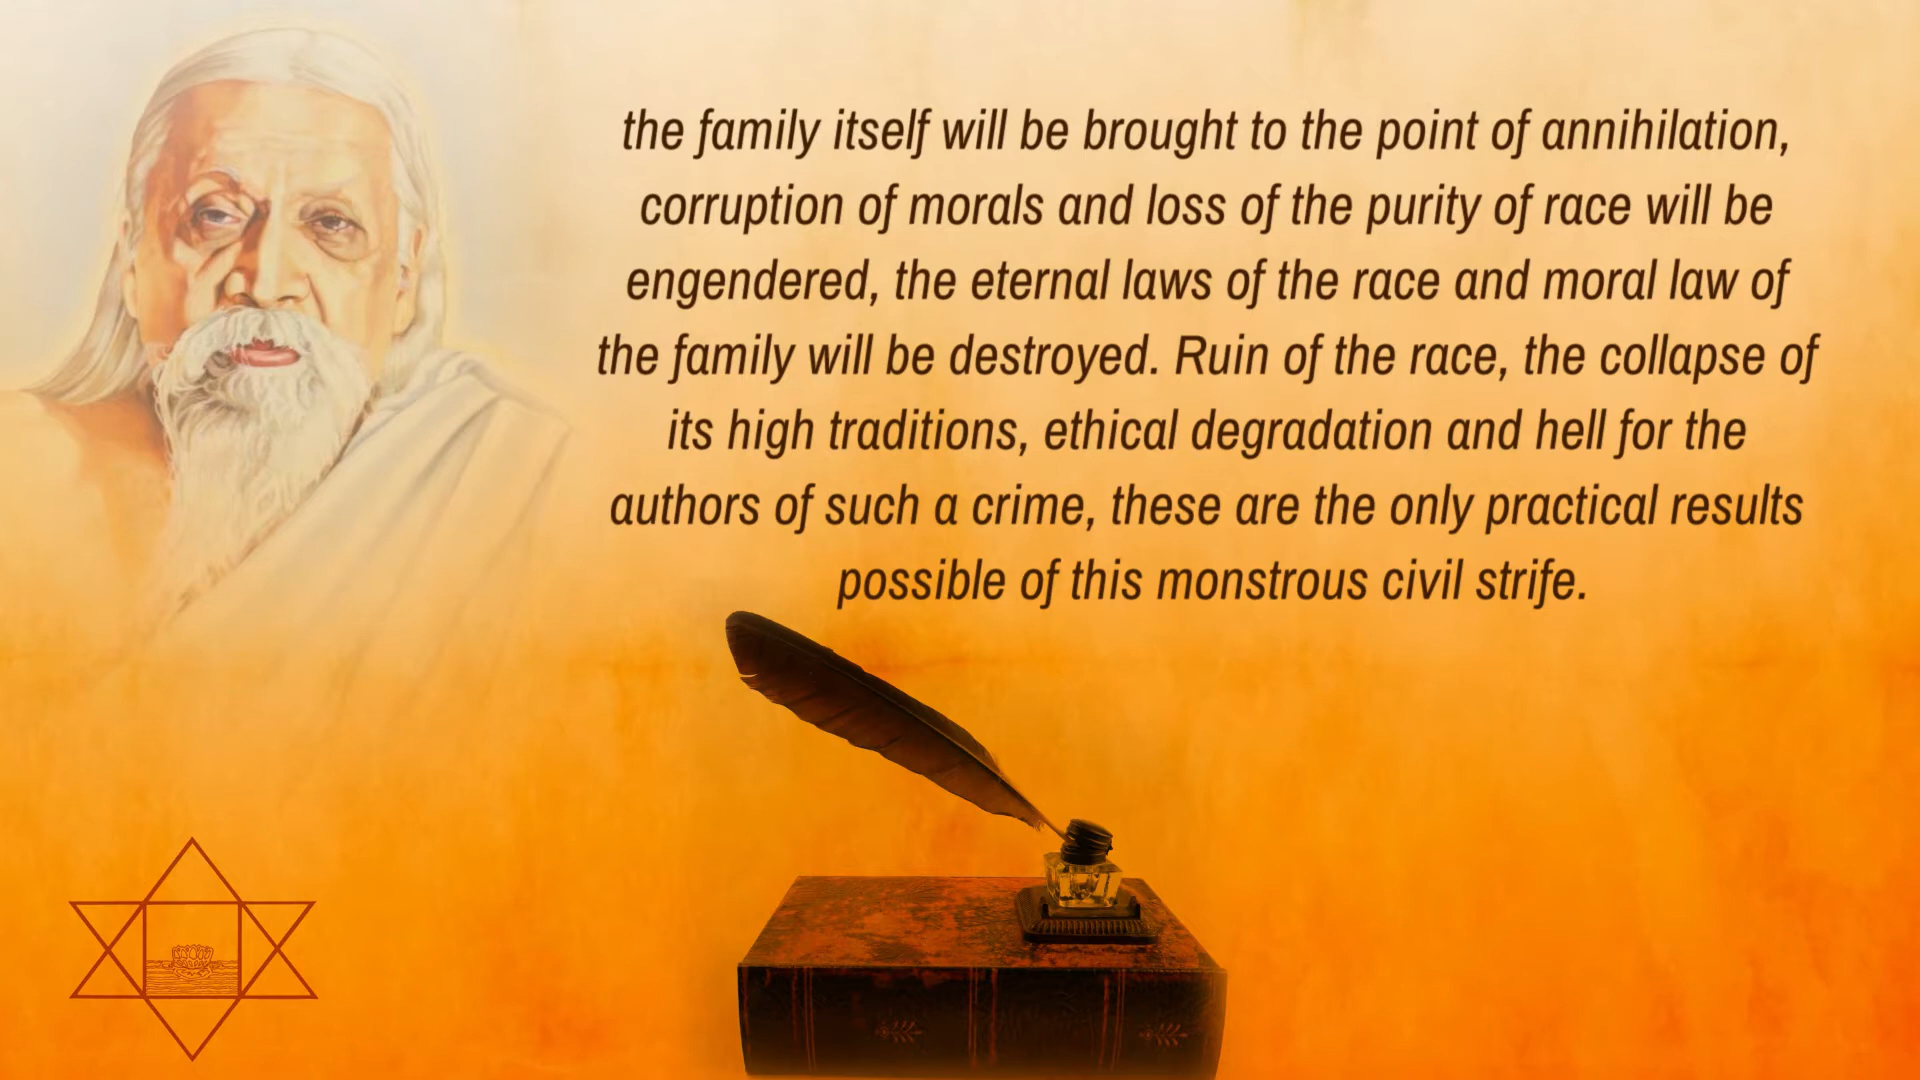 the family itself will be brought to the point of annihilation,
corruption of morals and loss of the purity of race will be
engendered, the eternal laws of the race and moral law of
the family will be destroyed. Ruin of the race, the collapse of
its high traditions, ethical degradation and hell for the
authors of such a crime, these are the only practical results
possible of this monstrous civil strife.